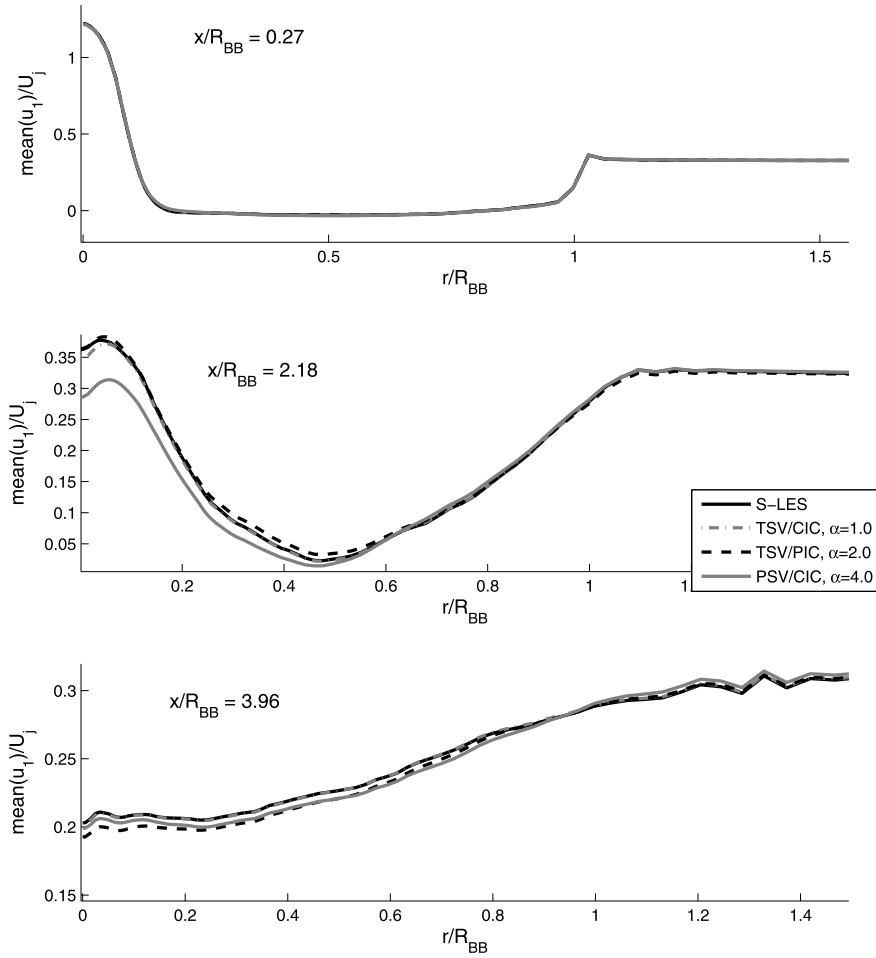 x/R_BB = 0.27
mean(u_1)/U_j
1
0.5
0
0
0.5
1
1.5
r/R_BB
x/R_BB = 2.18
mean(u_1)/U_j
0.35
0.3
0.25
0.2
0.15
0.1
0.05
0.2
0.4
0.6
0.8
1
1.
r/R_BB
S-LES
TSV/CIC, α=1.0
TSV/PIC, α=2.0
PSV/CIC, α=4.0
x/R_BB = 3.96
mean(u_1)/U_j
0.3
0.25
0.2
0.15
0
0.2
0.4
0.6
0.8
1
1.2
1.4
r/R_BB